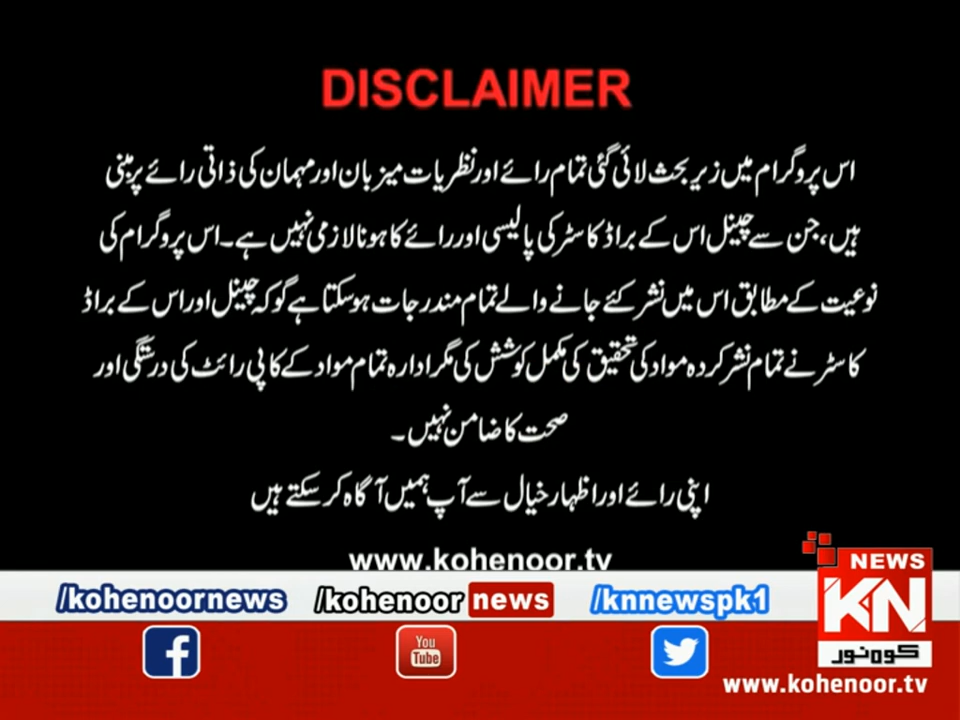 DISCLAIMER
اس پروگرام میں زیرِ بحث لائی گئی تمام رائے اور نظریات میزبان اور مہمان کی ذاتی رائے پر مبنی
ہیں، جن سے چینل اس کے براڈ کاسٹر کی پالیسی اور رائے کا ہونا لازمی نہیں ہے۔ اس پروگرام کی
نوعیت کے مطابق اس میں نشر کئے جانے والے تمام مندرجات ہو سکتا ہے گو کہ چینل اور اس کے براڈ
کاسٹر نے تمام نشر کردہ مواد کی تحقیق کی مکمل کوشش کی مگر ادارہ تمام مواد کے کاپی رائٹ کی درستگی اور
صحت کا ضامن نہیں۔
اپنی رائے اور اظہار خیال سے آپ ہمیں آگاہ کر سکتے ہیں
www.kohenoor.tv
/kohenoornews
/kohenoor news
/knnewspk1
You Tube
NEWS
KN
کوہ نور
www.kohenoor.tv